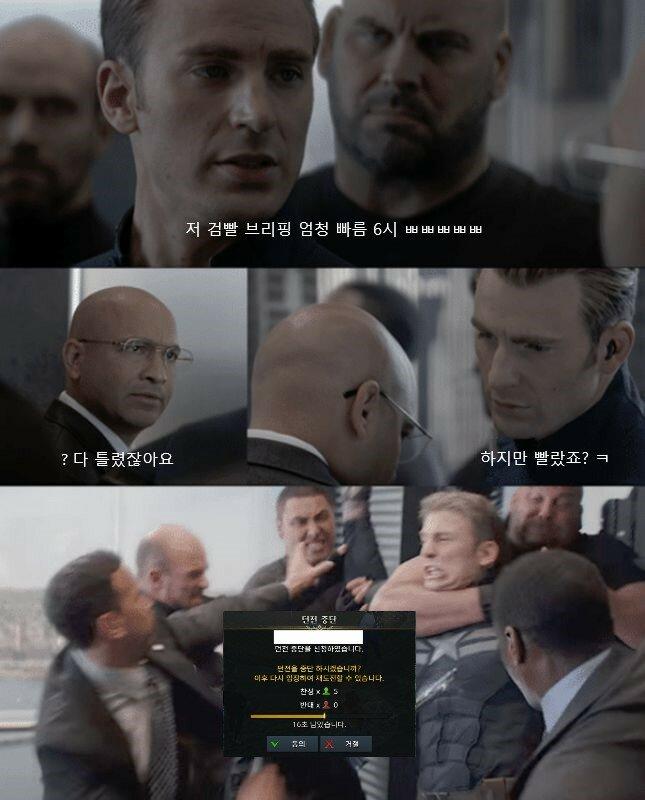 저 검빨 브리핑 엄청 빠름 6시 ㅃㅃㅃㅃㅃ
? 다 틀렸잖아요
하지만 빨랐죠? ㅋ
던전 중단
던전 중단을 신청하였습니다.
던전을 중단 하시겠습니까?
이후 다시 입장하여 재도전할 수 있습니다.
찬성 x 5
반대 x 0
16초 남았습니다.
동의
거절